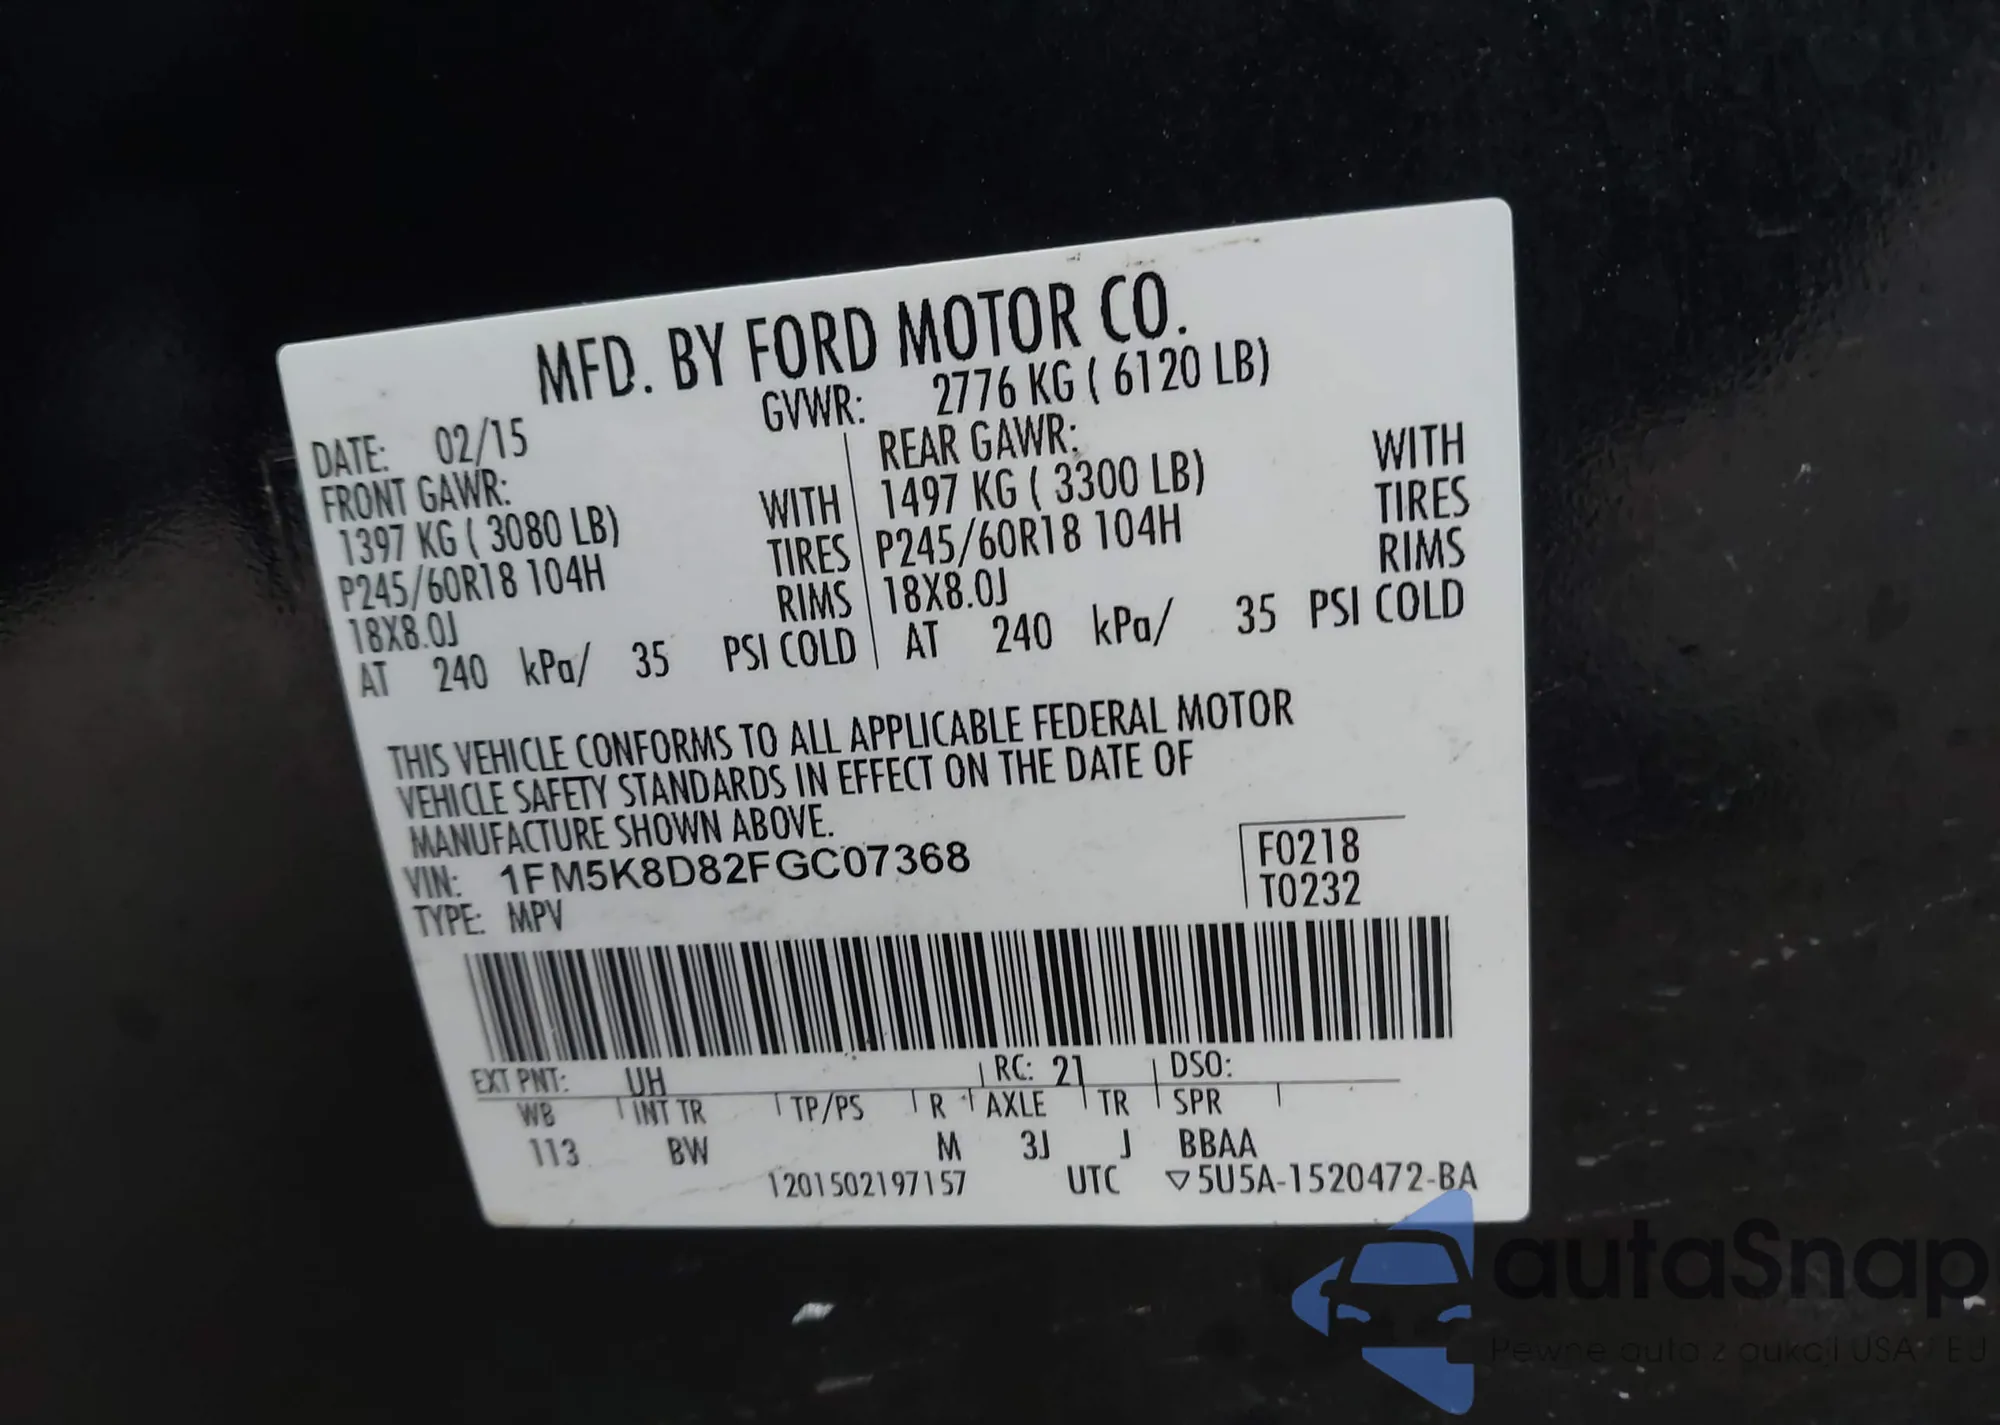 MFD. BY FORD MOTOR CO.
DATE: 02/15
GVWR: 2776 KG ( 6120 LB)
FRONT GAWR:
1397 KG ( 3080 LB) WITH
P245/60R18 104H TIRES
18X8.0J RIMS
AT 240 kPa/ 35 PSI COLD
REAR GAWR:
1497 KG ( 3300 LB) WITH
P245/60R18 104H TIRES
18X8.0J RIMS
AT 240 kPa/ 35 PSI COLD
THIS VEHICLE CONFORMS TO ALL APPLICABLE FEDERAL MOTOR
VEHICLE SAFETY STANDARDS IN EFFECT ON THE DATE OF
MANUFACTURE SHOWN ABOVE.
VIN: 1FM5K8D82FGC07368
TYPE: MPV
F0218
T0232
EXT PNT: UH RC: 21 DSO:
WB INT TR TP/PS R AXLE TR SPR
113 BW M 3J J BBAA
1201502197157 UTC ▽5U5A-1520472-BA
autaSnap
Pewne auto z aukcji USA i EU